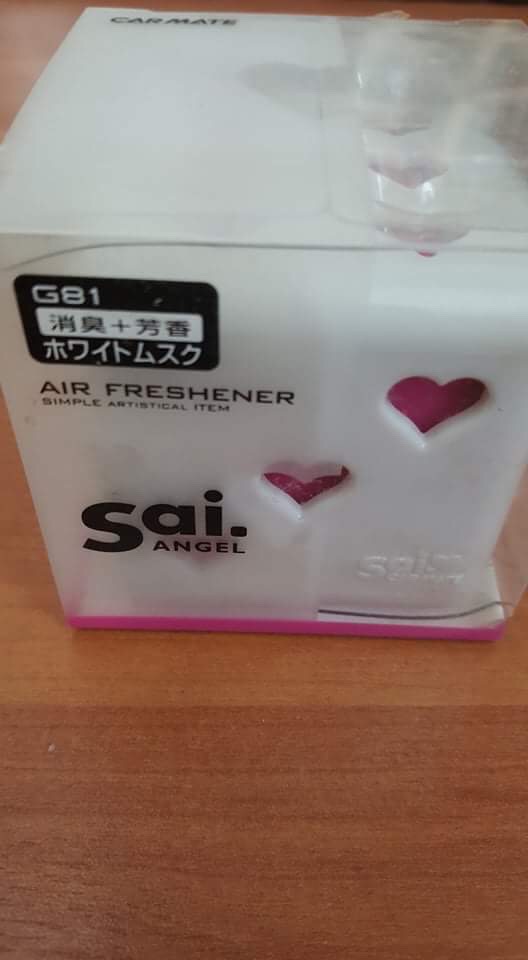 CARMATE
G81
消臭+芳香
ホワイトムスク
AIR FRESHENER
SIMPLE ARTISTICAL ITEM
sai.
ANGEL